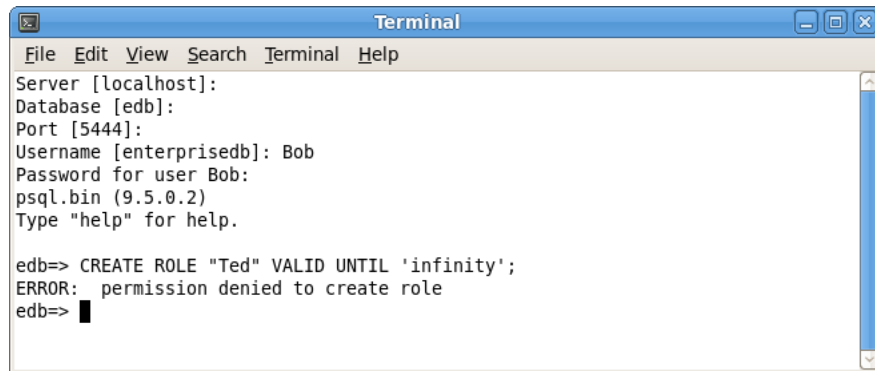 Terminal
File Edit View Search Terminal Help
Server [localhost]:
Database [edb]:
Port [5444]:
Username [enterprisedb]: Bob
Password for user Bob:
psql.bin (9.5.0.2)
Type "help" for help.
edb=> CREATE ROLE "Ted" VALID UNTIL 'infinity';
ERROR:  permission denied to create role
edb=>